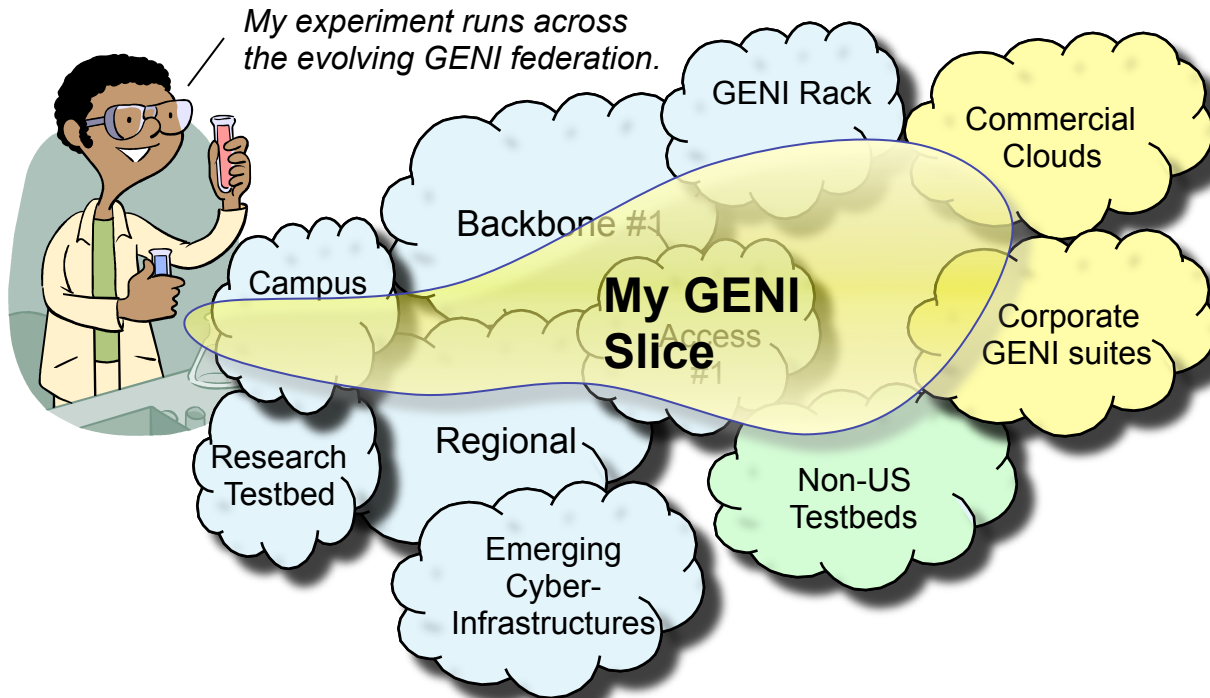 My experiment runs across
the evolving GENI federation.
GENI Rack
Commercial
Clouds
Backbone #1
Campus
My GENI
Slice
Access
#1
Corporate
GENI suites
Research
Testbed
Regional
Non-US
Testbeds
Emerging
Cyber-
Infrastructures